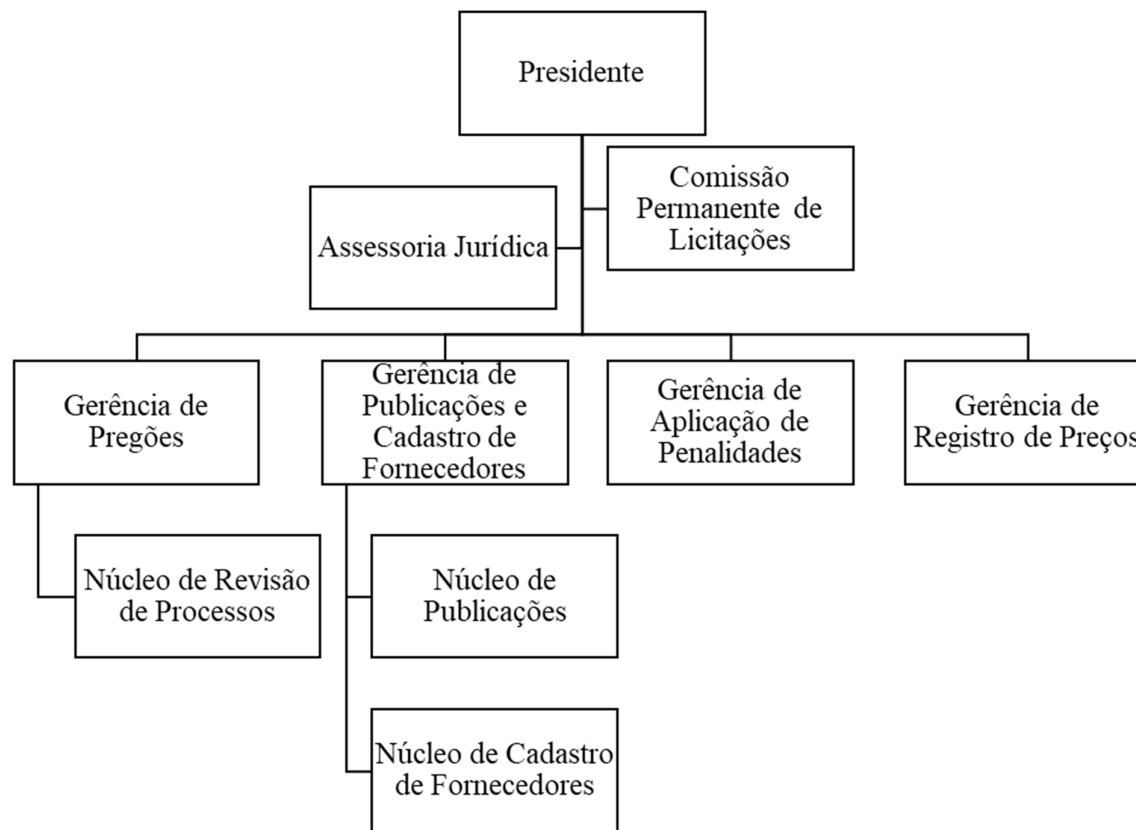 Presidente
Comissão
Permanente de
Licitações
Assessoria Jurídica
Gerência de
Pregões
Gerência de
Publicações e
Cadastro de
Fornecedores
Gerência de
Aplicação de
Penalidades
Gerência de
Registro de Preços
Núcleo de Revisão
de Processos
Núcleo de
Publicações
Núcleo de Cadastro
de Fornecedores